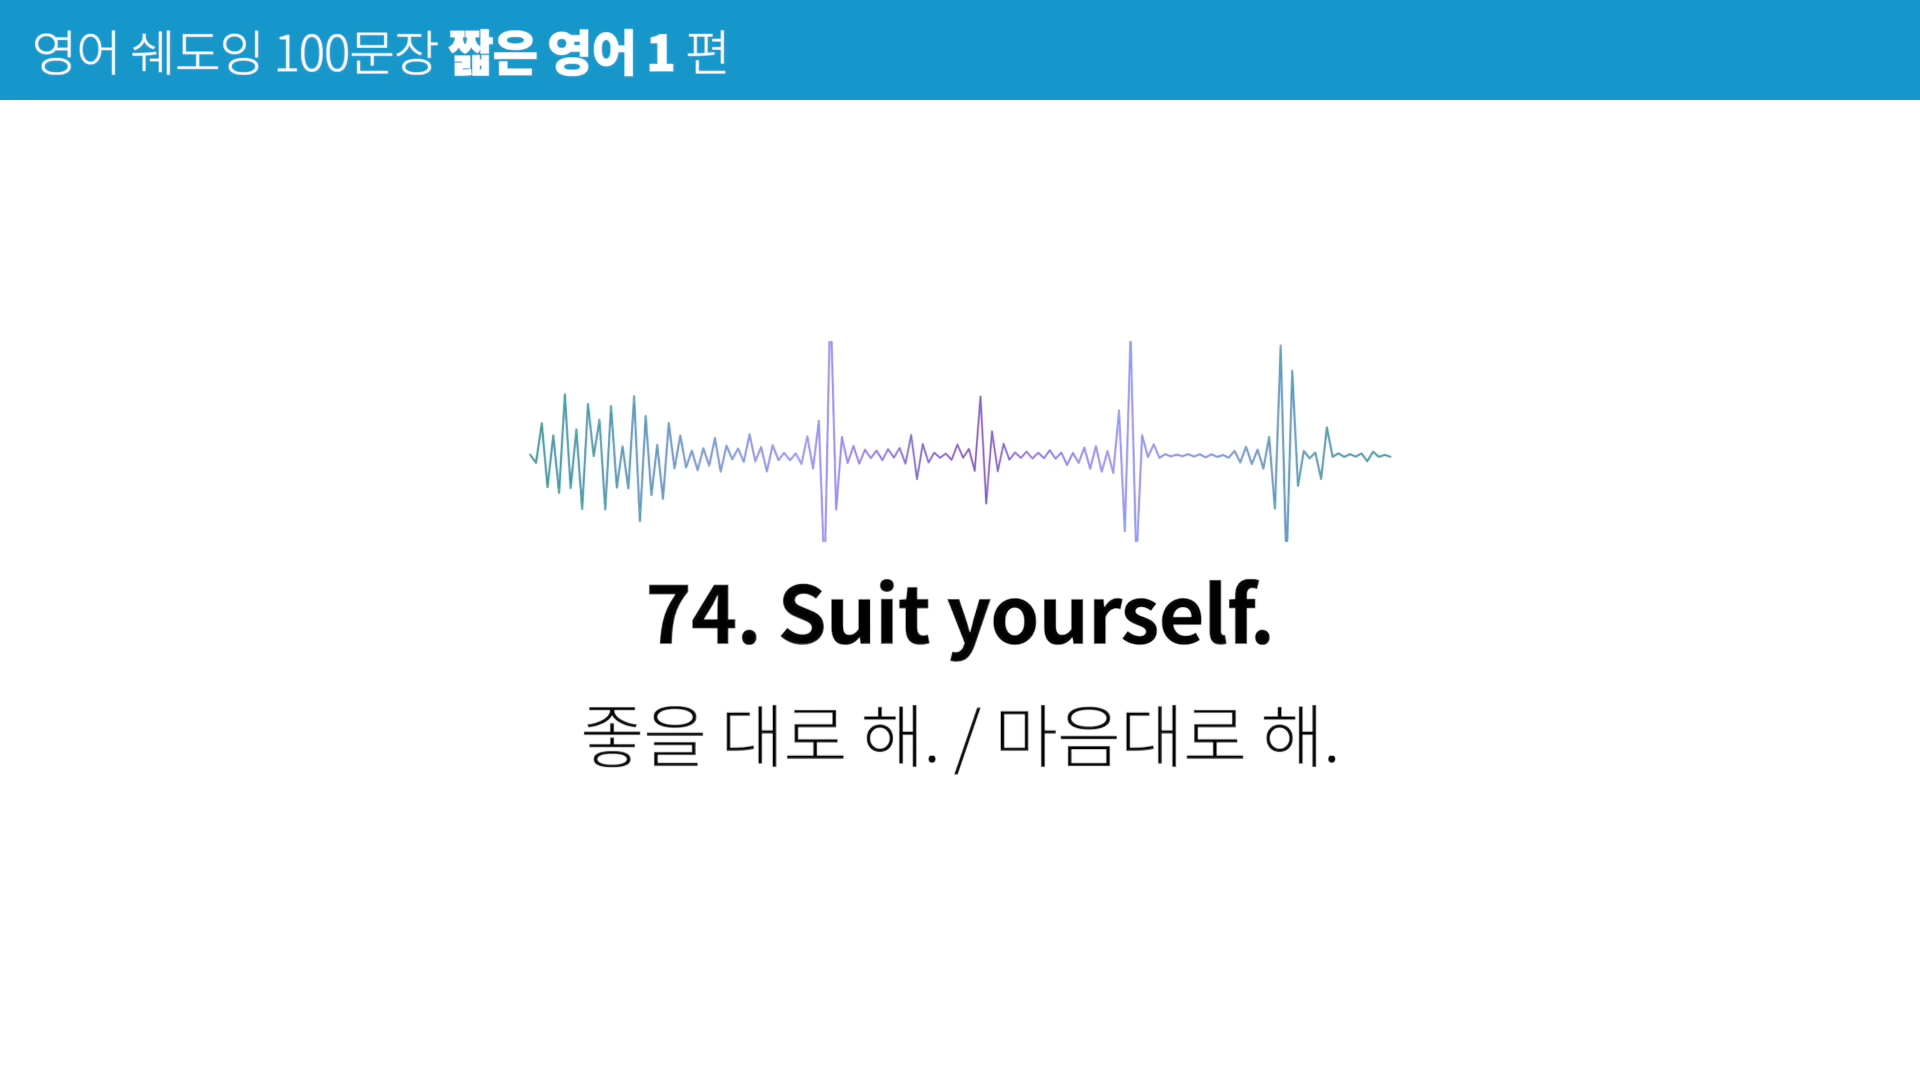 영어 쉐도잉 100문장 짧은 영어 1 편
74. Suit yourself.
좋을 대로 해. / 마음대로 해.